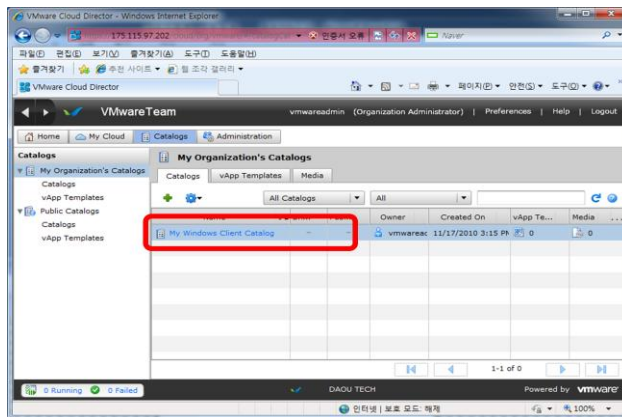 VMware Cloud Director - Windows Internet Explorer
175.115.97.202 인증서 오류 Naver
파일(F) 편집(E) 보기(V) 즐겨찾기(A) 도구(T) 도움말(H)
즐겨찾기 추천 사이트 웹 조각 갤러리
VMware Cloud Director 페이지(P) 안전(S) 도구(O)
VMwareTeam vmwareadmin (Organization Administrator) | Preferences | Help | Logout
Home My Cloud Catalogs Administration
Catalogs My Organization's Catalogs
My Organization's Catalogs Catalogs vApp Templates Media
Catalogs
vApp Templates All Catalogs All
Public Catalogs
Catalogs Owner Created On vApp Te... Media ...
vApp Templates My Windows Client Catalog - - vmwareac 11/17/2010 3:15 PM 0 0
1-1 of 0
0 Running 0 Failed DAOU TECH Powered by vmware
인터넷 | 보호 모드: 해제 100%